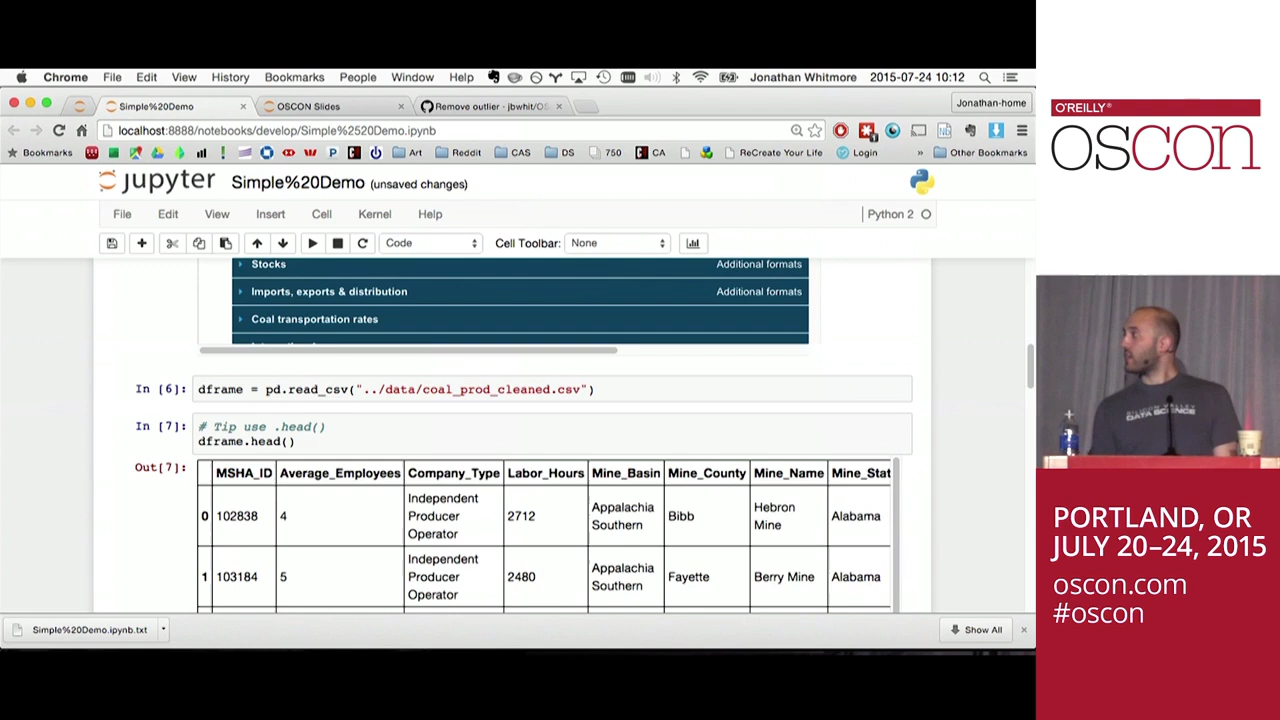 Chrome File Edit View History Bookmarks People Window Help Jonathan Whitmore 2015-07-24 10:12
Simple%20Demo × OSCON Slides × Remove outlier - jbwhit/OS × Jonathan-home
localhost:8888/notebooks/develop/Simple%2520Demo.ipynb
Bookmarks Art Reddit CAS DS 750 CA ReCreate Your Life Login » Other Bookmarks
jupyter Simple%20Demo (unsaved changes)
File Edit View Insert Cell Kernel Help Python 2
Code Cell Toolbar: None
Stocks Additional formats
Imports, exports & distribution Additional formats
Coal transportation rates
In [6]: dframe = pd.read_csv("../data/coal_prod_cleaned.csv")
In [7]: # Tip use .head()
dframe.head()
Out[7]:
MSHA_ID Average_Employees Company_Type Labor_Hours Mine_Basin Mine_County Mine_Name Mine_Stat
0 102838 4 Independent Producer Operator 2712 Appalachia Southern Bibb Hebron Mine Alabama
1 103184 5 Independent Producer Operator 2480 Appalachia Southern Fayette Berry Mine Alabama
Simple%20Demo.ipynb.txt Show All ×
O'REILLY®
OSCON
SILICON VALLEY
DATA SCIENCE
PORTLAND, OR
JULY 20–24, 2015
oscon.com
#oscon